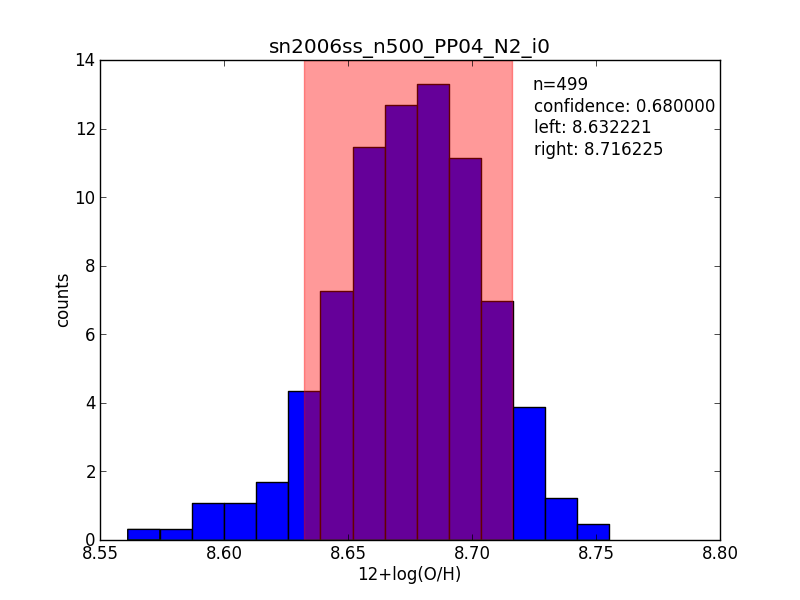 sn2006ss_n500_PP04_N2_i0
n=499
confidence: 0.680000
left: 8.632221
right: 8.716225
counts
14
12
10
8
6
4
2
0
8.55 8.60 8.65 8.70 8.75 8.80
12+log(O/H)